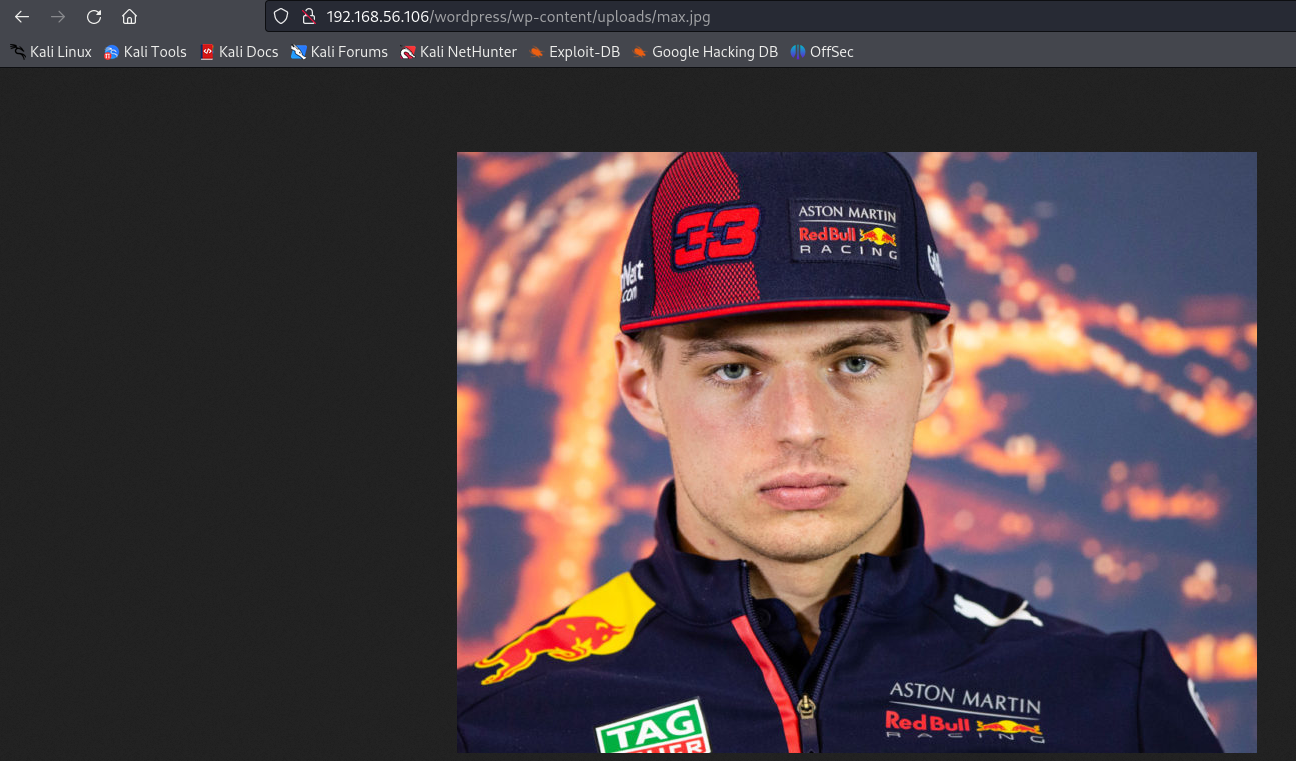 192.168.56.106/wordpress/wp-content/uploads/max.jpg
Kali Linux Kali Tools Kali Docs Kali Forums Kali NetHunter Exploit-DB Google Hacking DB OffSec
33
ASTON MARTIN
Red Bull
RACING
.com
ASTON MARTIN
Red Bull
RACING
TAG